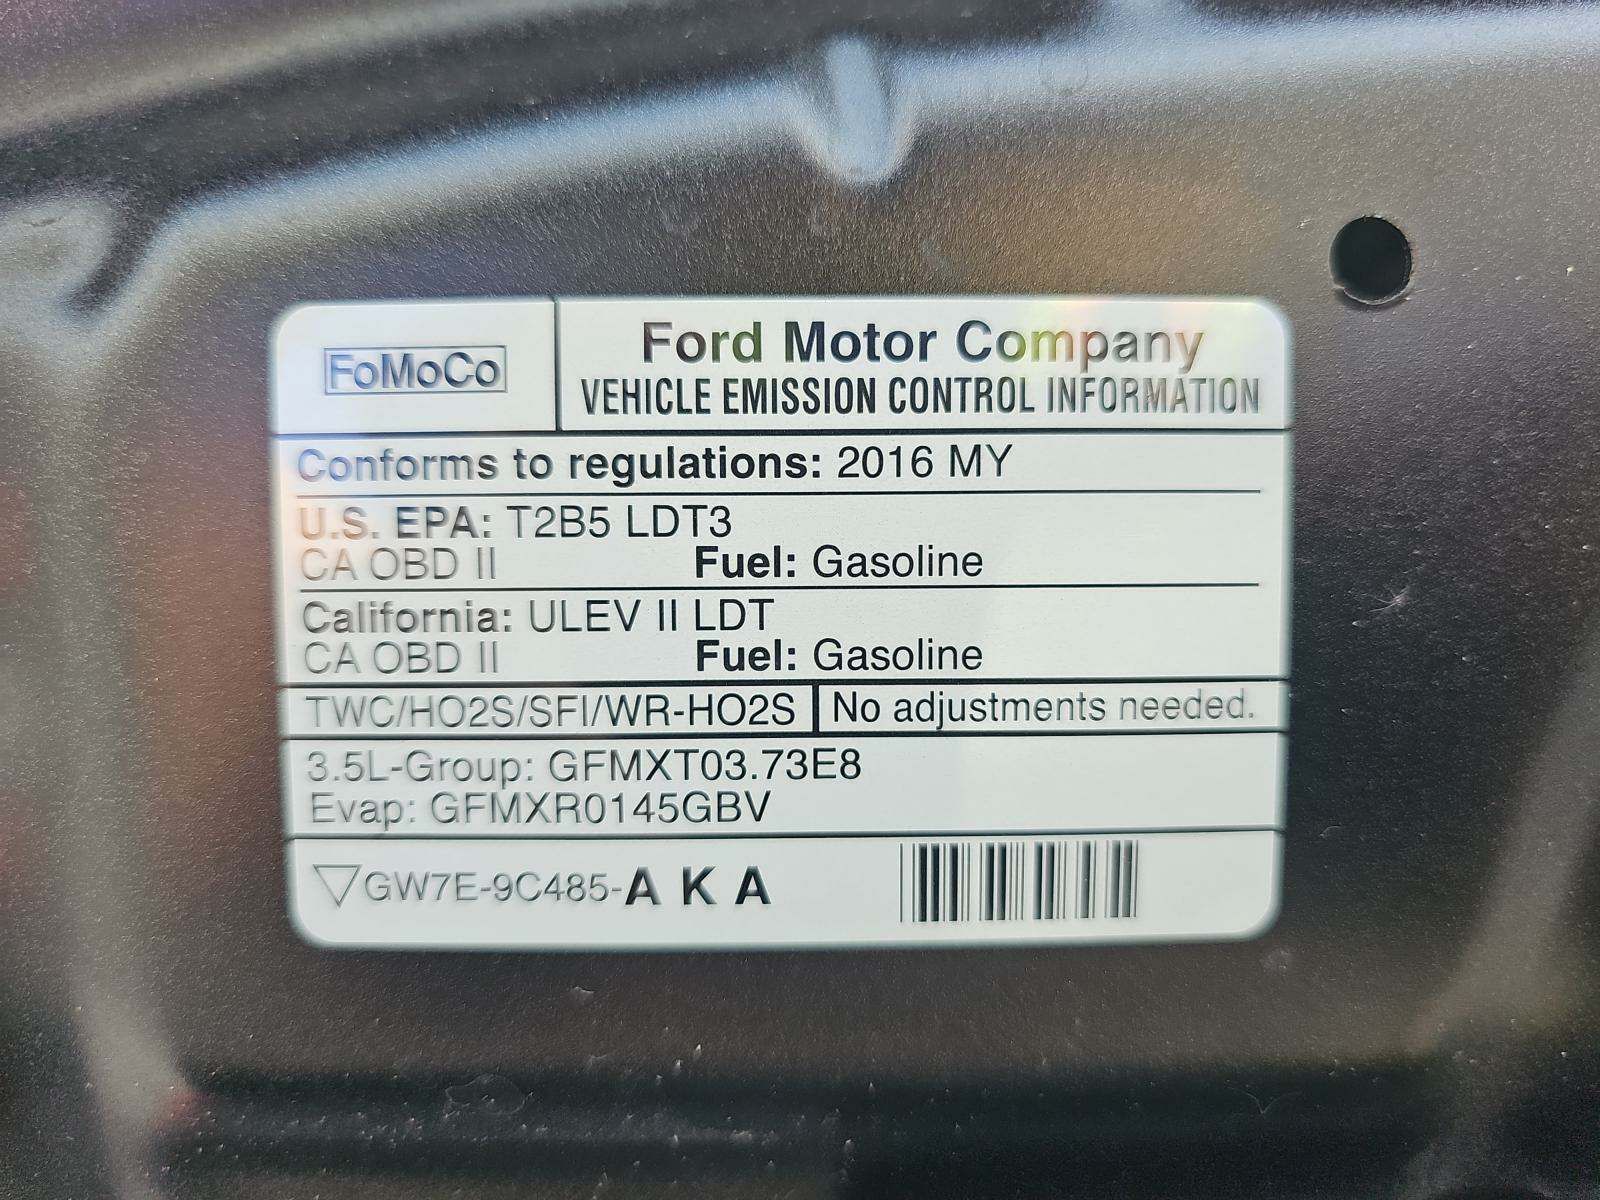 FoMoCo
Ford Motor Company
VEHICLE EMISSION CONTROL INFORMATION
Conforms to regulations: 2016 MY
U.S. EPA: T2B5 LDT3
CA OBD II Fuel: Gasoline
California: ULEV II LDT
CA OBD II Fuel: Gasoline
TWC/HO2S/SFI/WR-HO2S No adjustments needed.
3.5L-Group: GFMXT03.73E8
Evap: GFMXR0145GBV
▽GW7E-9C485-A K A